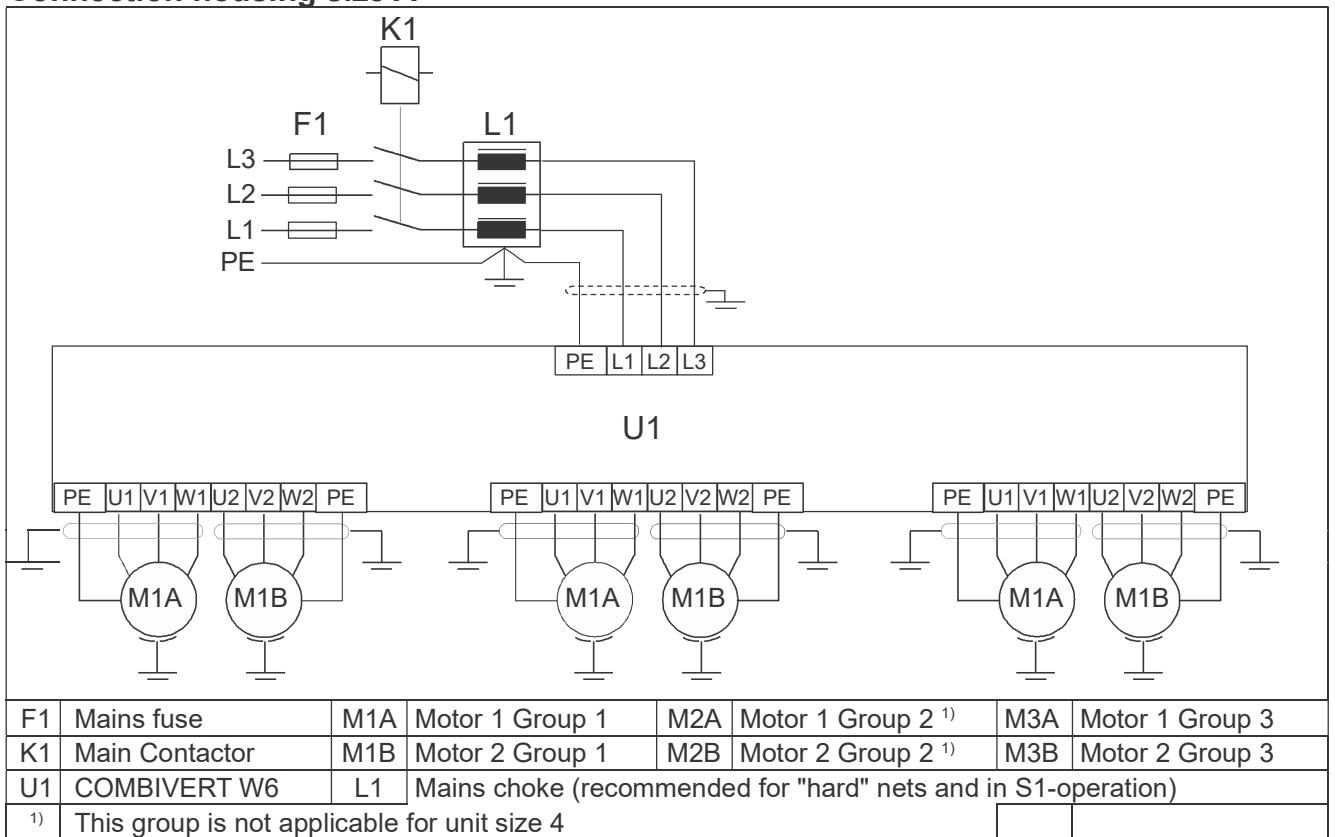 Connection housing size
K1
F1
L1
L3
L2
L1
PE
PE L1 L2 L3
U1
PE U1 V1 W1 U2 V2 W2 PE
PE U1 V1 W1 U2 V2 W2 PE
PE U1 V1 W1 U2 V2 W2 PE
M1A M1B M1A M1B M1A M1B
F1 Mains fuse M1A Motor 1 Group 1 M2A Motor 1 Group 2 1) M3A Motor 1 Group 3
K1 Main Contactor M1B Motor 2 Group 1 M2B Motor 2 Group 2 1) M3B Motor 2 Group 3
U1 COMBIVERT W6 L1 Mains choke (recommended for "hard" nets and in S1-operation)
1) This group is not applicable for unit size 4